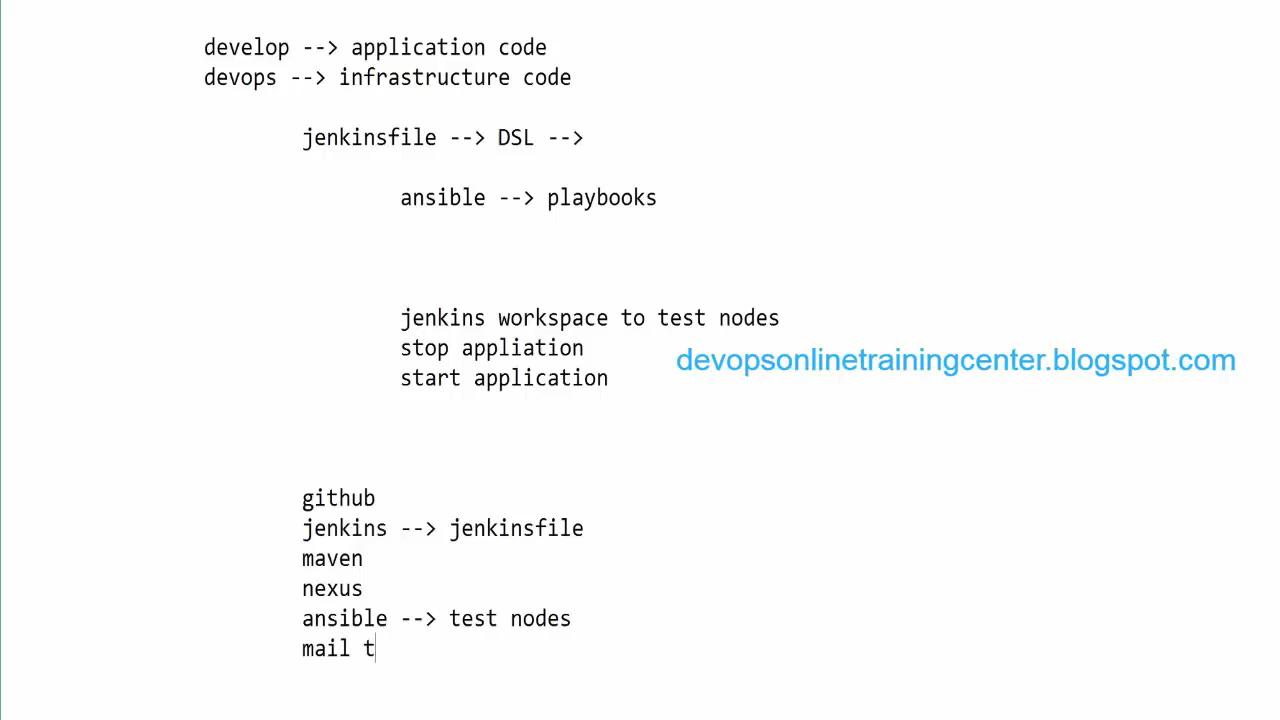 develop --> application code
devops --> infrastructure code
jenkinsfile --> DSL -->
ansible --> playbooks
jenkins workspace to test nodes
stop appliation
devopsonlinetrainingcenter.blogspot.com
start application
github
jenkins --> jenkinsfile
maven
nexus
ansible --> test nodes
mail t